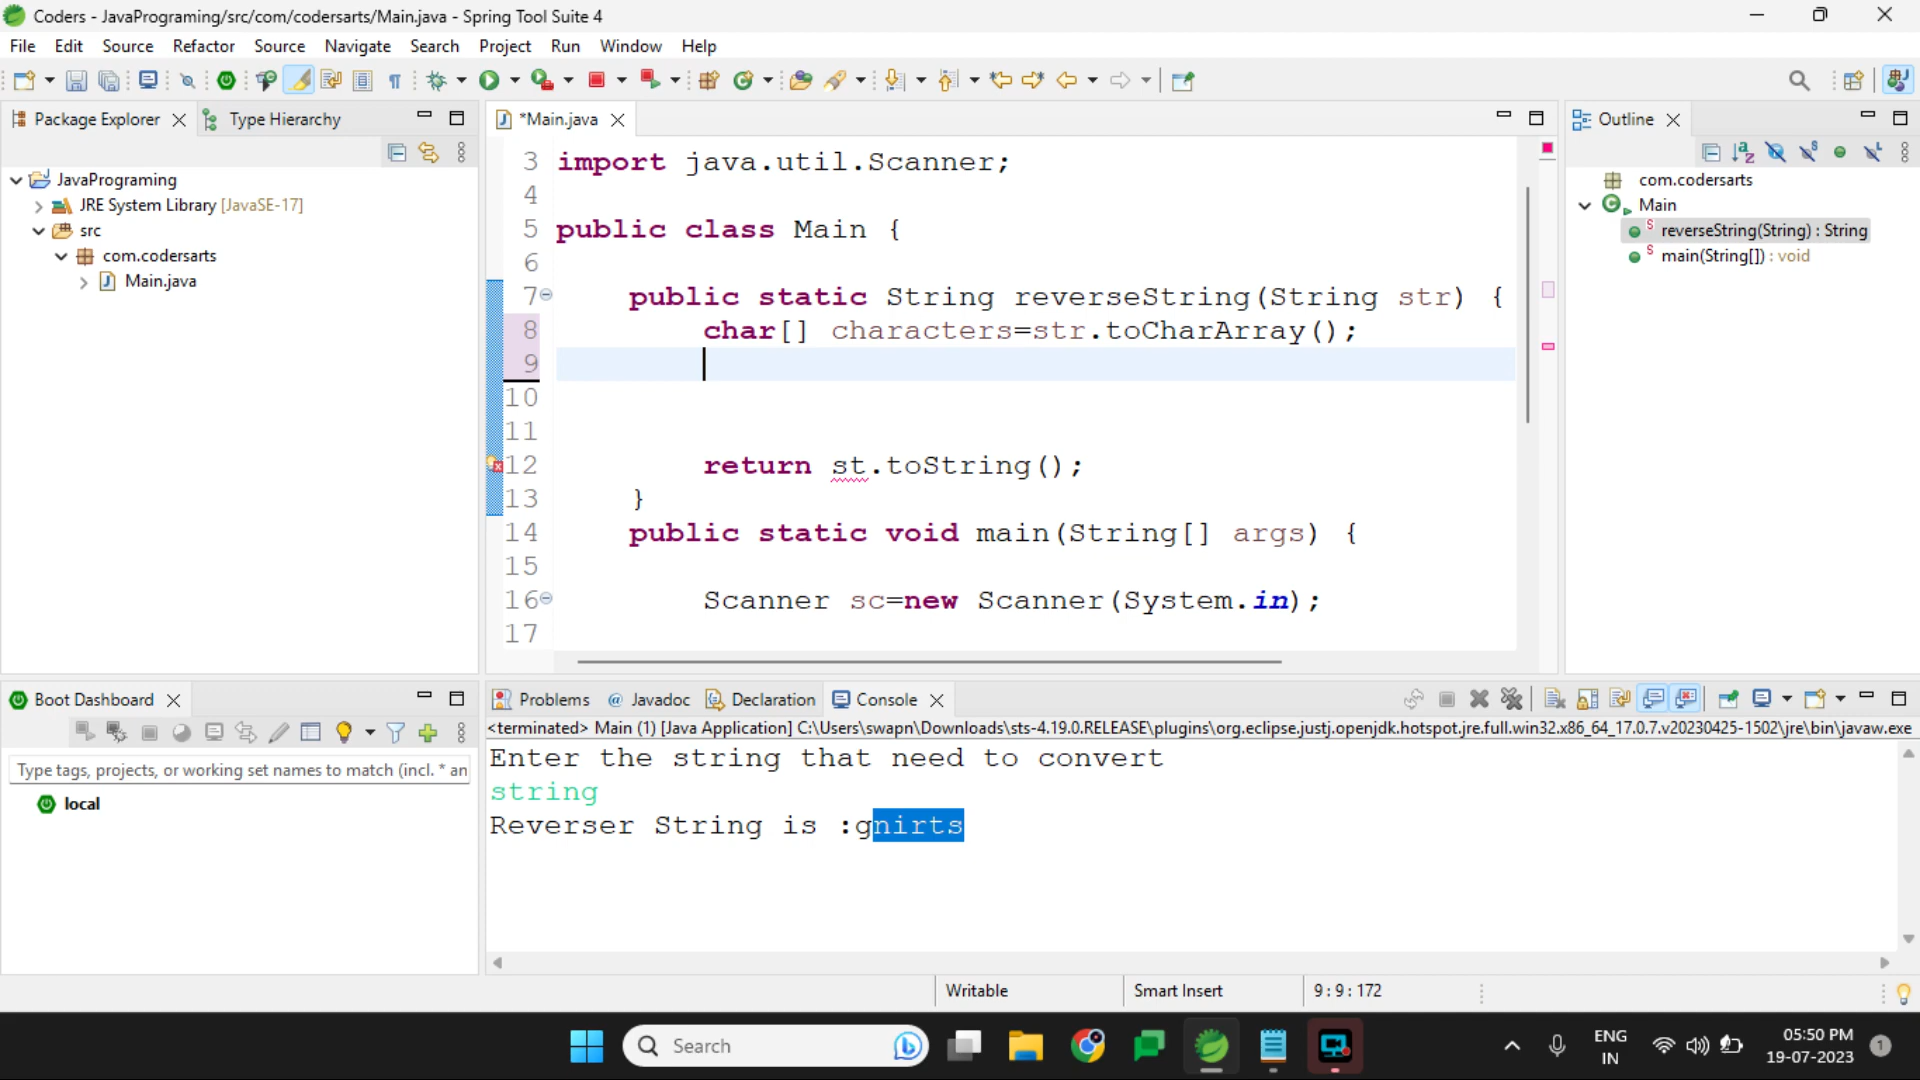 Coders - JavaPrograming/src/com/codersarts/Main.java - Spring Tool Suite 4
File Edit Source Refactor Source Navigate Search Project Run Window Help
Package Explorer
Type Hierarchy
*Main.java
Outline
JavaPrograming
JRE System Library [JavaSE-17]
src
com.codersarts
Main.java
3 import java.util.Scanner;
4
5 public class Main {
6
7 public static String reverseString(String str) {
8 char[] characters=str.toCharArray();
9
10
11
12 return st.toString();
13 }
14 public static void main(String[] args) {
15
16 Scanner sc=new Scanner(System.in);
17
com.codersarts
Main
reverseString(String) : String
main(String[]) : void
Boot Dashboard
Type tags, projects, or working set names to match (incl. * an
local
Problems Javadoc Declaration Console
<terminated> Main (1) [Java Application] C:\Users\swapn\Downloads\sts-4.19.0.RELEASE\plugins\org.eclipse.justj.openjdk.hotspot.jre.full.win32.x86_64_17.0.7.v20230425-1502\jre\bin\javaw.exe
Enter the string that need to convert
string
Reverser String is :gnirts
Writable
Smart Insert
9 : 9 : 172
Search
ENG
IN
05:50 PM
19-07-2023
1